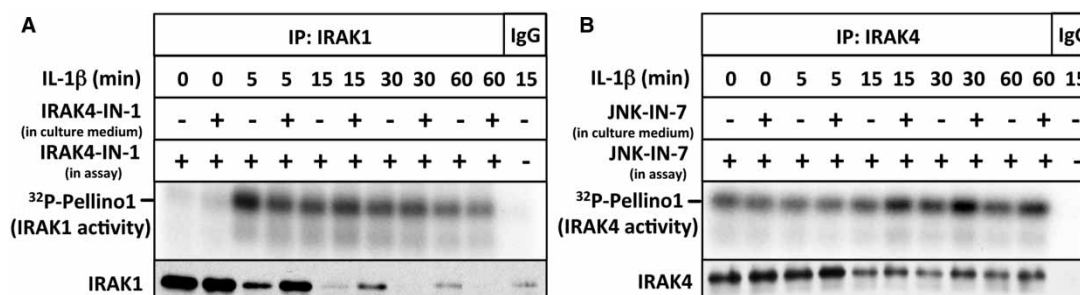 A
IP: IRAK1 IgG
IL-1β (min) 0 0 5 5 15 15 30 30 60 60 15
IRAK4-IN-1 - + - + - + - + - + -
(in culture medium)
IRAK4-IN-1 + + + + + + + + + + -
(in assay)
³²P-Pellino1
(IRAK1 activity)
IRAK1
B
IP: IRAK4 IgG
IL-1β (min) 0 0 5 5 15 15 30 30 60 60 15
JNK-IN-7 - + - + - + - + - + -
(in culture medium)
JNK-IN-7 + + + + + + + + + + -
(in assay)
³²P-Pellino1
(IRAK4 activity)
IRAK4